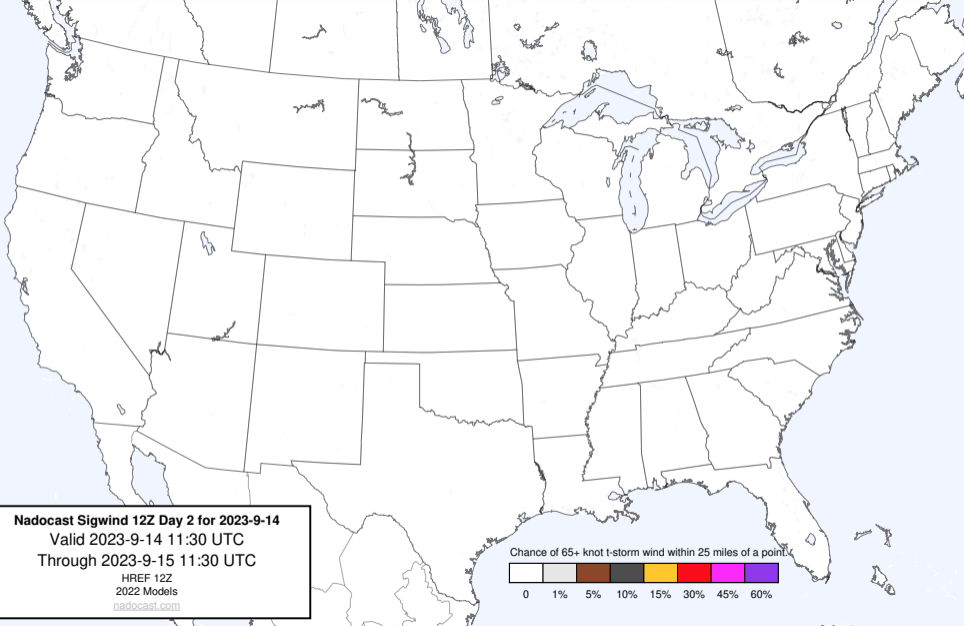 Nadocast Sigwind 12Z Day 2 for 2023-9-14
Valid 2023-9-14 11:30 UTC
Through 2023-9-15 11:30 UTC
HREF 12Z
2022 Models
nadocast.com
Chance of 65+ knot t-storm wind within 25 miles of a point.
0 1% 5% 10% 15% 30% 45% 60%